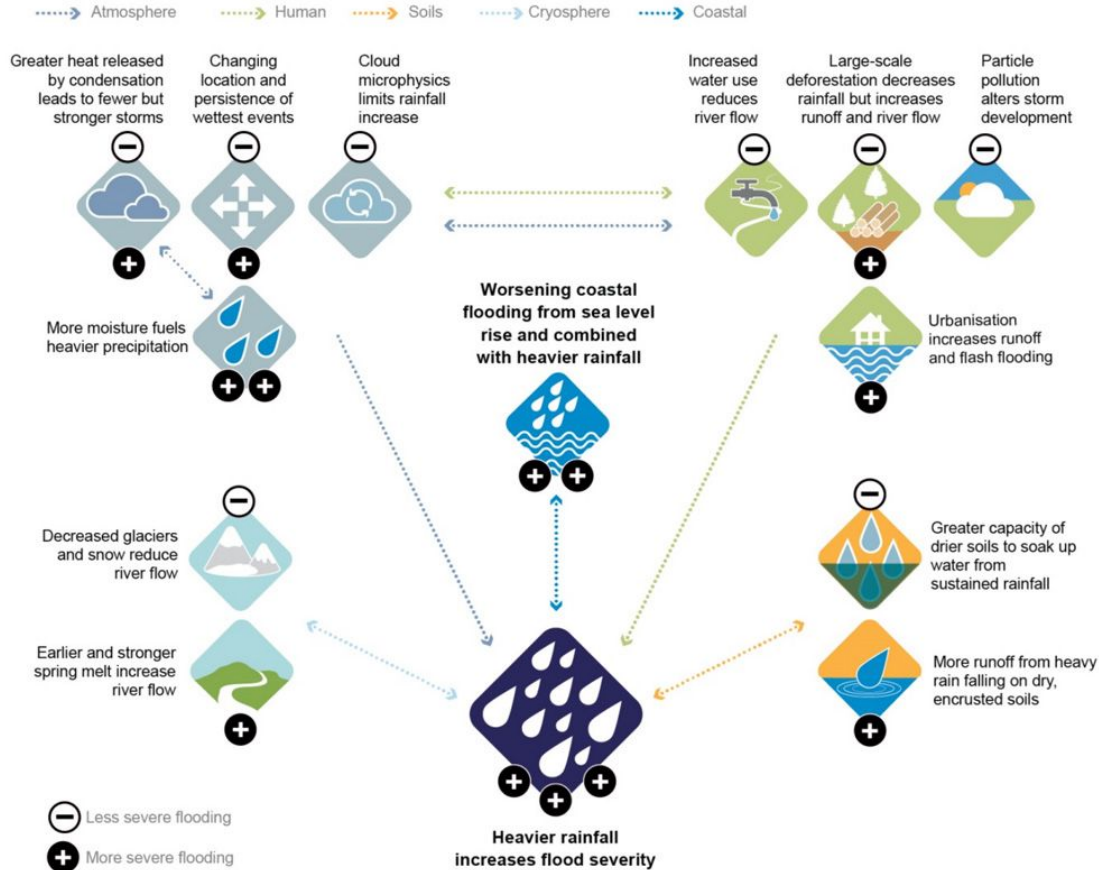 Atmosphere
Human
Soils
Cryosphere
Coastal
Greater heat released
by condensation
leads to fewer but
stronger storms
Changing
location and
persistence of
wettest events
Cloud
microphysics
limits rainfall
increase
Increased
water use
reduces
river flow
Large-scale
deforestation decreases
rainfall but increases
runoff and river flow
Particle
pollution
alters storm
development
More moisture fuels
heavier precipitation
Worsening coastal
flooding from sea level
rise and combined
with heavier rainfall
Urbanisation
increases runoff
and flash flooding
Decreased glaciers
and snow reduce
river flow
Greater capacity of
drier soils to soak up
water from
sustained rainfall
Earlier and stronger
spring melt increase
river flow
More runoff from heavy
rain falling on dry,
encrusted soils
Heavier rainfall
increases flood severity
Less severe flooding
More severe flooding